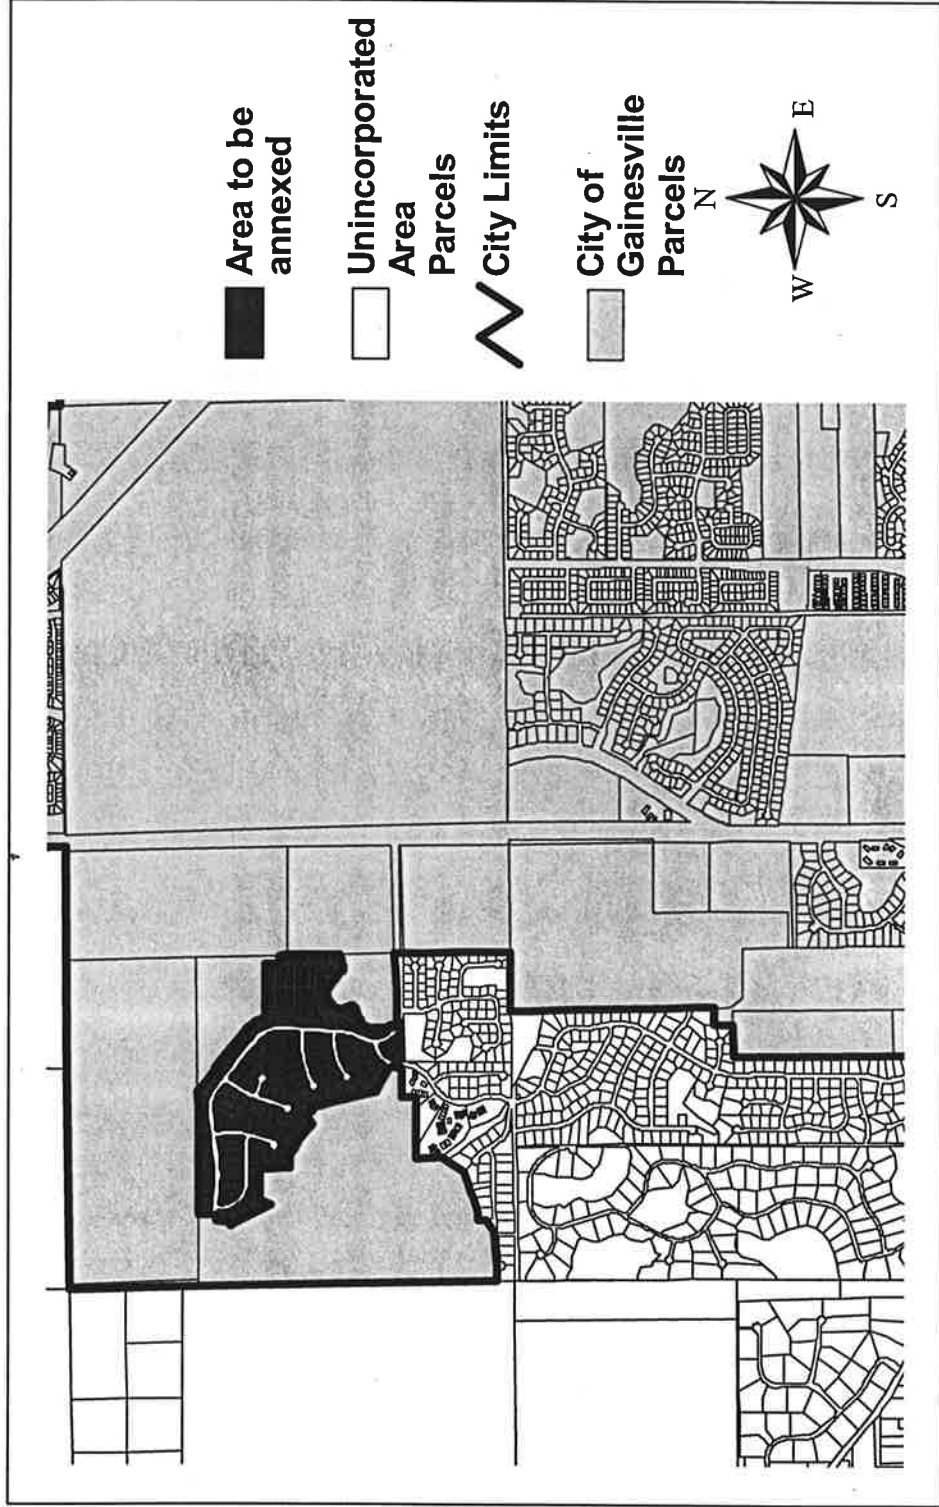 Area to be
annexed
Unincorporated
Area
Parcels
City Limits
City of
Gainesville
Parcels
N
W
E
S